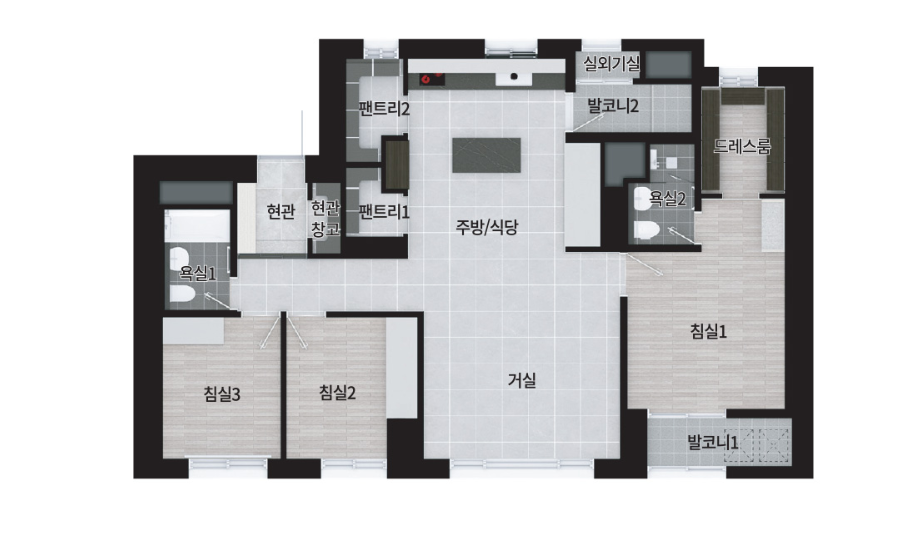 실외기실
팬트리2
발코니2
드레스룸
욕실2
현관
현관
창고
팬트리1
주방/식당
욕실1
침실1
거실
침실3
침실2
발코니1